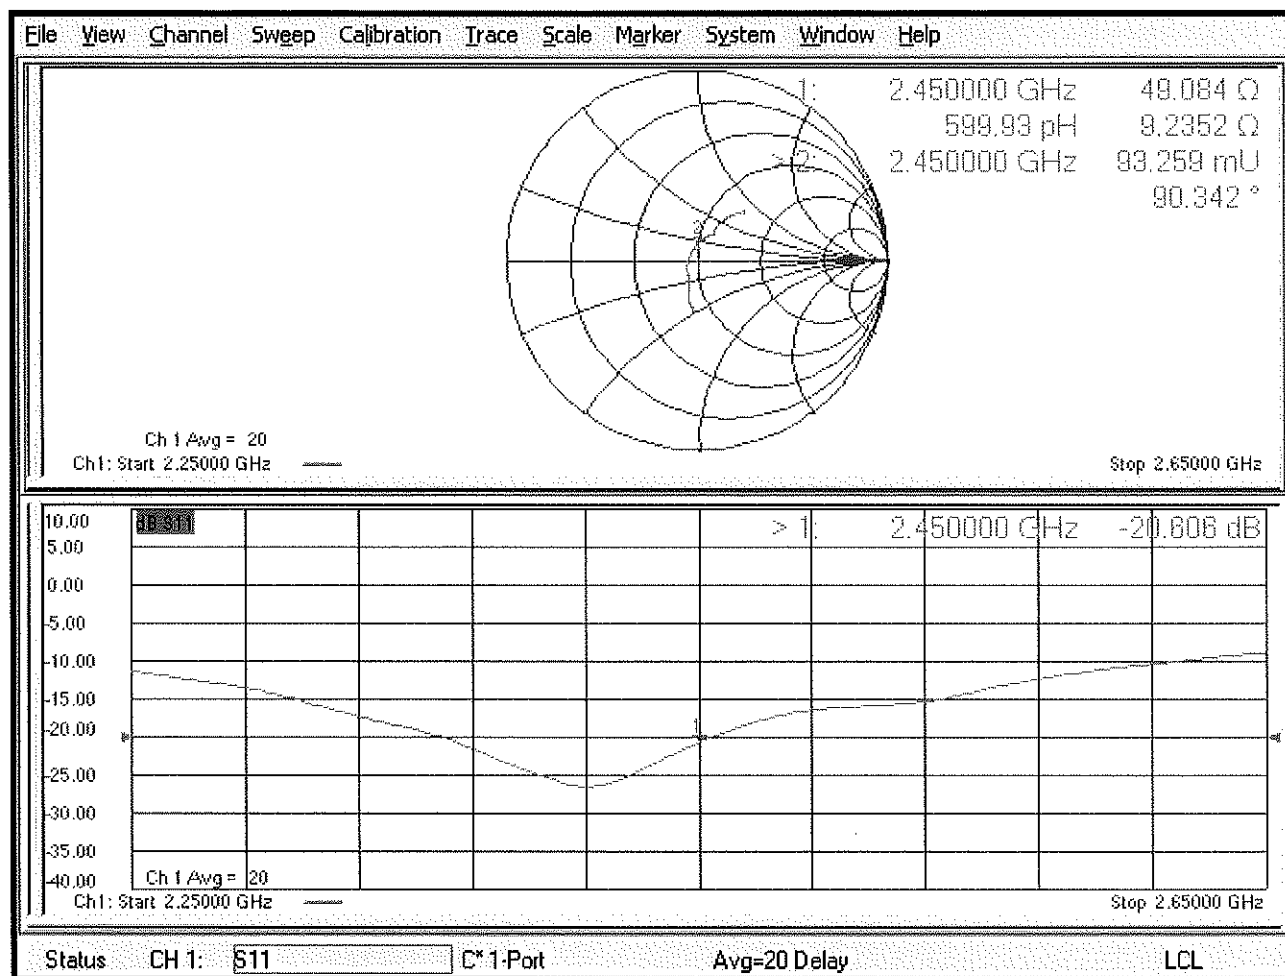 File View Channel Sweep Calibration Trace Scale Marker System Window Help
1: 2.450000 GHz 49.084 Ω
599.93 pH 9.2352 Ω
> 2: 2.450000 GHz 93.259 mU
90.342 °
2
Ch 1 Avg = 20
Ch1: Start 2.25000 GHz Stop 2.65000 GHz
10.00 dB S11 > 1: 2.450000 GHz -20.606 dB
5.00
0.00
-5.00
-10.00
-15.00
-20.00 1
-25.00
-30.00
-35.00
-40.00 Ch 1 Avg = 20
Ch1: Start 2.25000 GHz Stop 2.65000 GHz
Status CH 1: S11 C* 1-Port Avg=20 Delay LCL